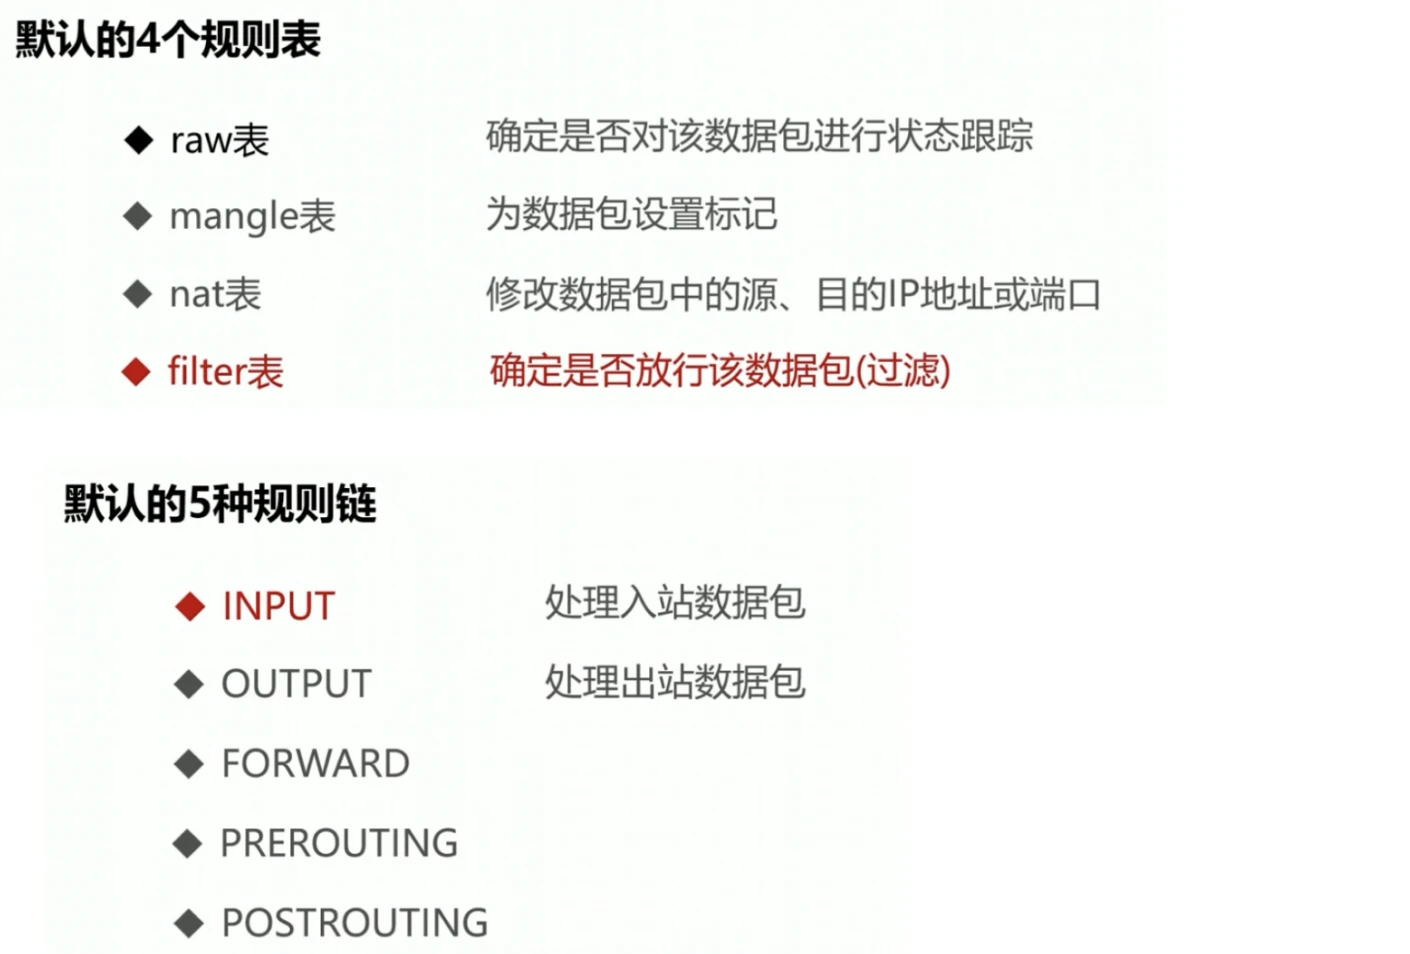 默认的4个规则表
◆ raw表 确定是否对该数据包进行状态跟踪
◆ mangle表 为数据包设置标记
◆ nat表 修改数据包中的源、目的IP地址或端口
◆ filter表 确定是否放行该数据包(过滤)
默认的5种规则链
◆ INPUT 处理入站数据包
◆ OUTPUT 处理出站数据包
◆ FORWARD
◆ PREROUTING
◆ POSTROUTING